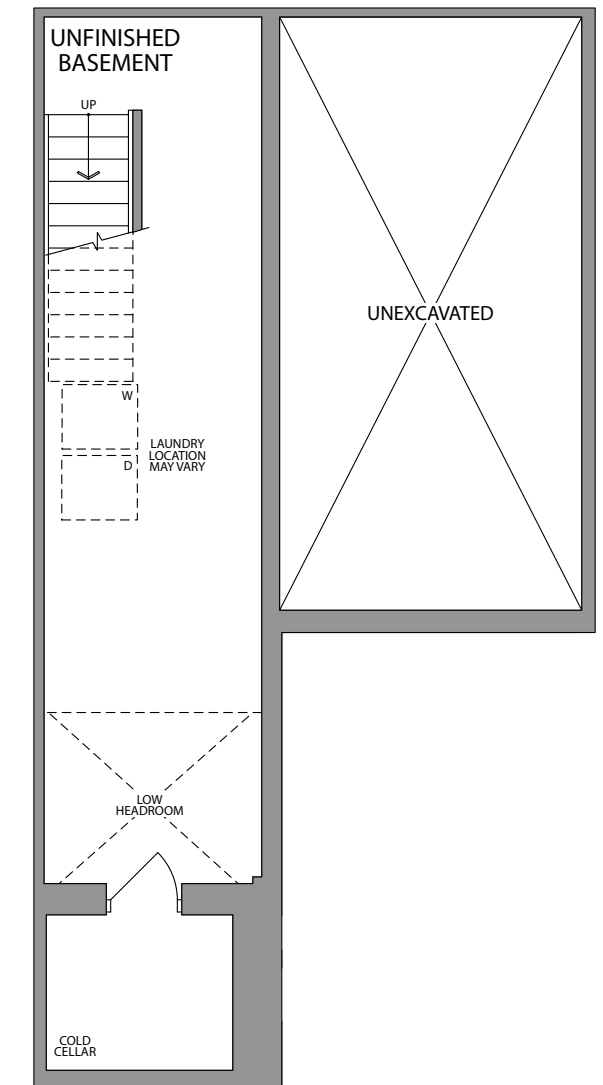 UNFINISHED
BASEMENT
UP
UNEXCAVATED
W
D
LAUNDRY
LOCATION
MAY VARY
LOW
HEADROOM
COLD
CELLAR